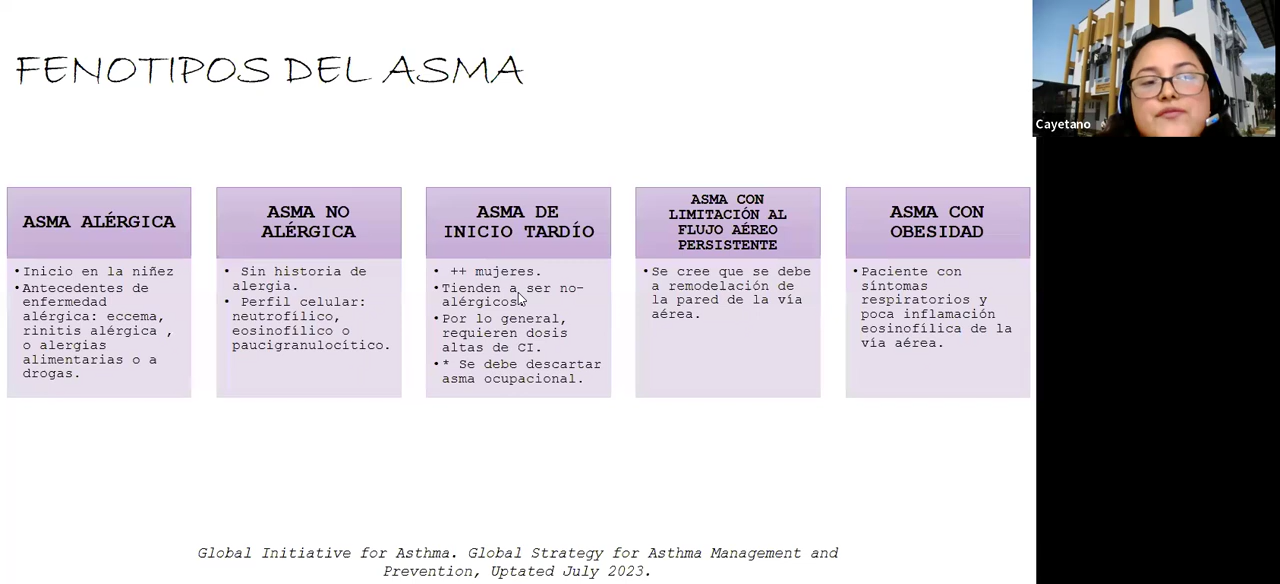 FENOTIPOS DEL ASMA
Cayetano
ASMA ALÉRGICA
•Inicio en la niñez
•Antecedentes de
enfermedad
alérgica: eccema,
rinitis alérgica ,
o alergias
alimentarias o a
drogas.
ASMA NO
ALÉRGICA
• Sin historia de
alergia.
• Perfil celular:
neutrofílico,
eosinofílico o
paucigranulocítico.
ASMA DE
INICIO TARDÍO
• ++ mujeres.
•Tienden a ser no-
alérgicos.
•Por lo general,
requieren dosis
altas de CI.
•* Se debe descartar
asma ocupacional.
ASMA CON
LIMITACIÓN AL
FLUJO AÉREO
PERSISTENTE
•Se cree que se debe
a remodelación de
la pared de la vía
aérea.
ASMA CON
OBESIDAD
•Paciente con
síntomas
respiratorios y
poca inflamación
eosinofílica de la
vía aérea.
Global Initiative for Asthma. Global Strategy for Asthma Management and
Prevention, Uptated July 2023.